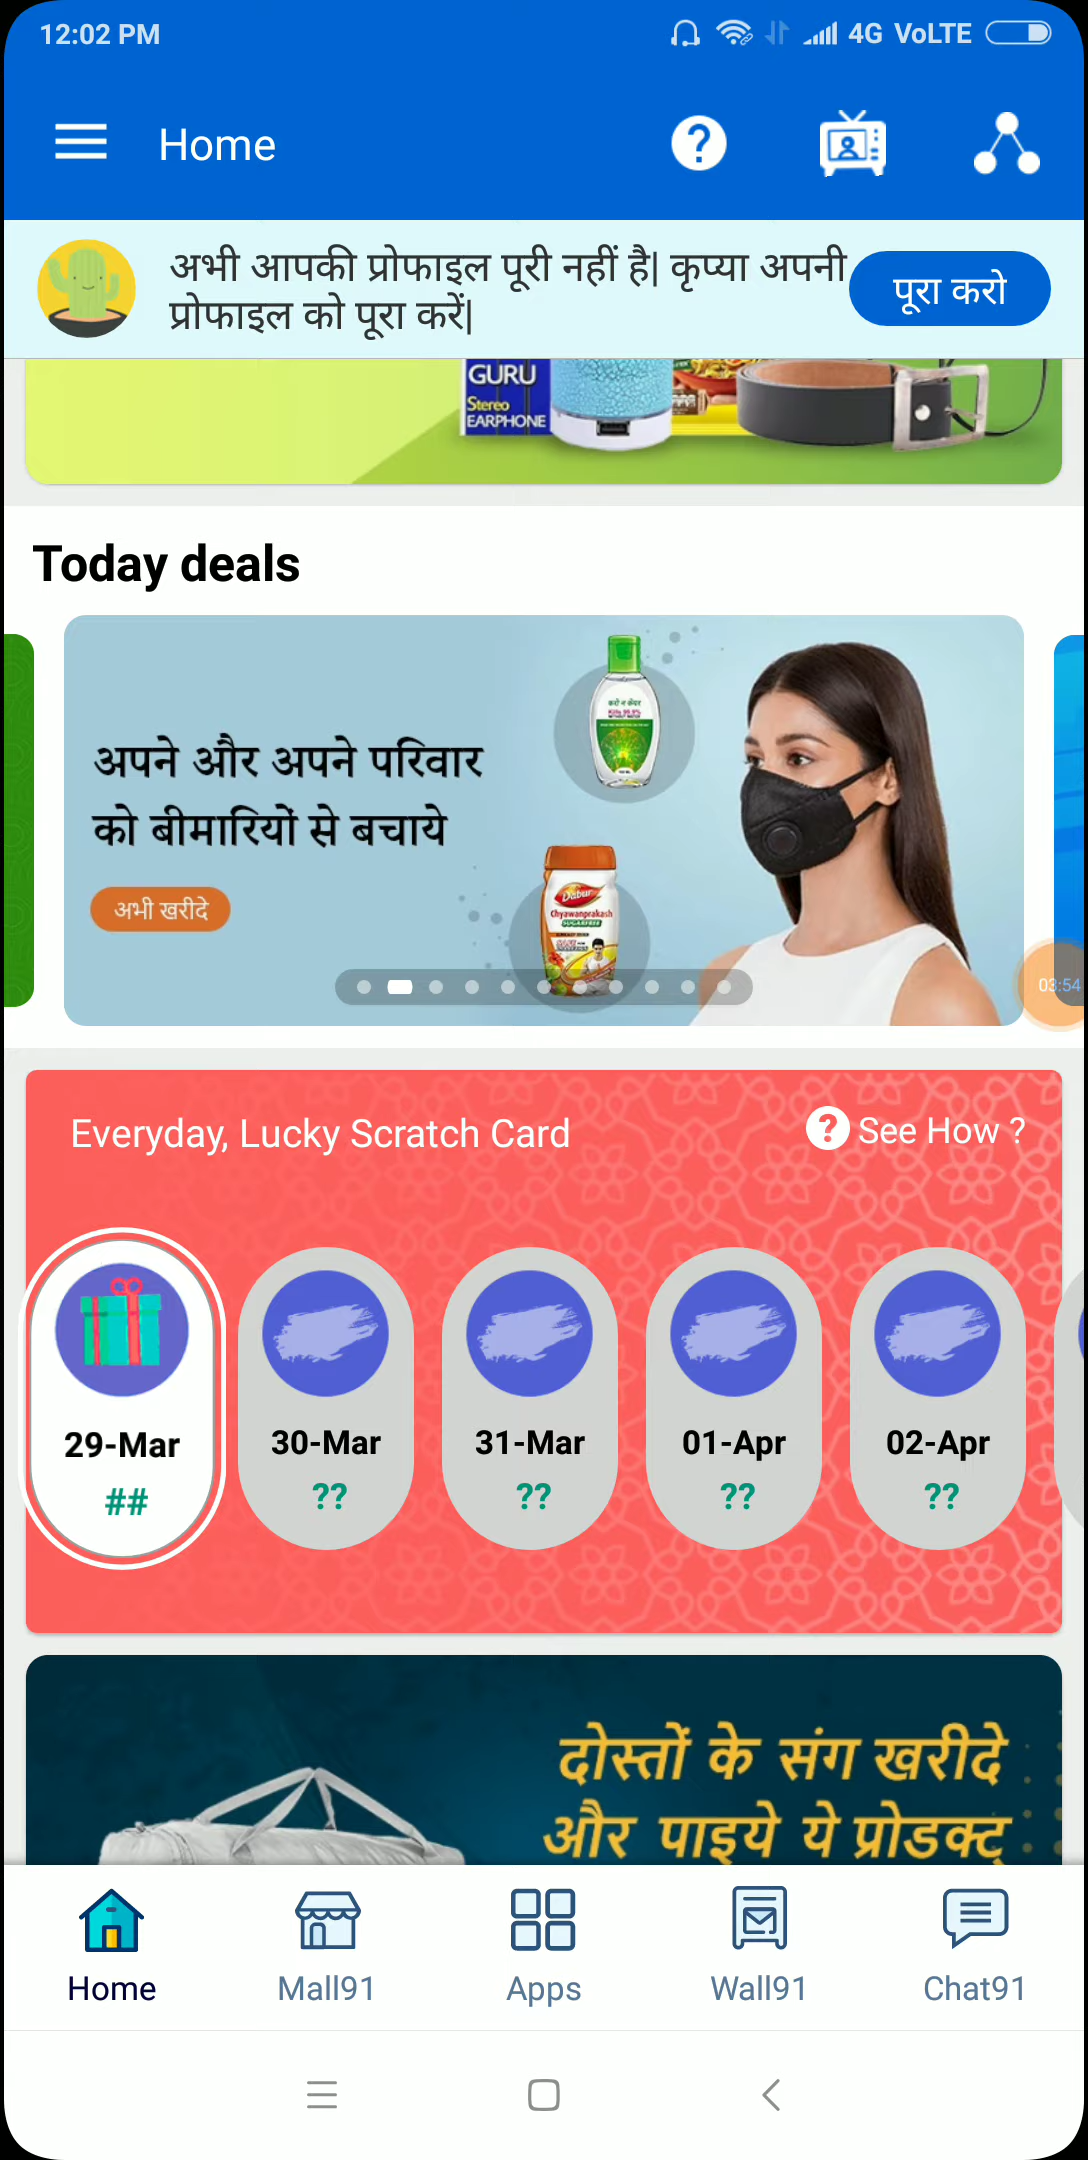 12:02 PM
4G VoLTE
Home
अभी आपकी प्रोफाइल पूरी नहीं है| कृप्या अपनी
प्रोफाइल को पूरा करें|
पूरा करो
GURU
Stereo
EARPHONE
Today deals
अपने और अपने परिवार
को बीमारियों से बचाये
अभी खरीदे
Dabur
Chyawanprakash
SUGARFREE
03:54
Everyday, Lucky Scratch Card
? See How ?
29-Mar
##
30-Mar
??
31-Mar
??
01-Apr
??
02-Apr
??
दोस्तों के संग खरीदे
और पाइये ये प्रोडक्ट्
Home
Mall91
Apps
Wall91
Chat91